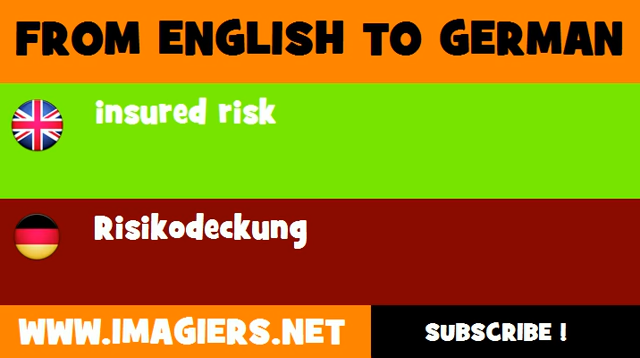 FROM ENGLISH TO GERMAN
insured risk
Risikodeckung
WWW.IMAGIERS.NET
SUBSCRIBE !